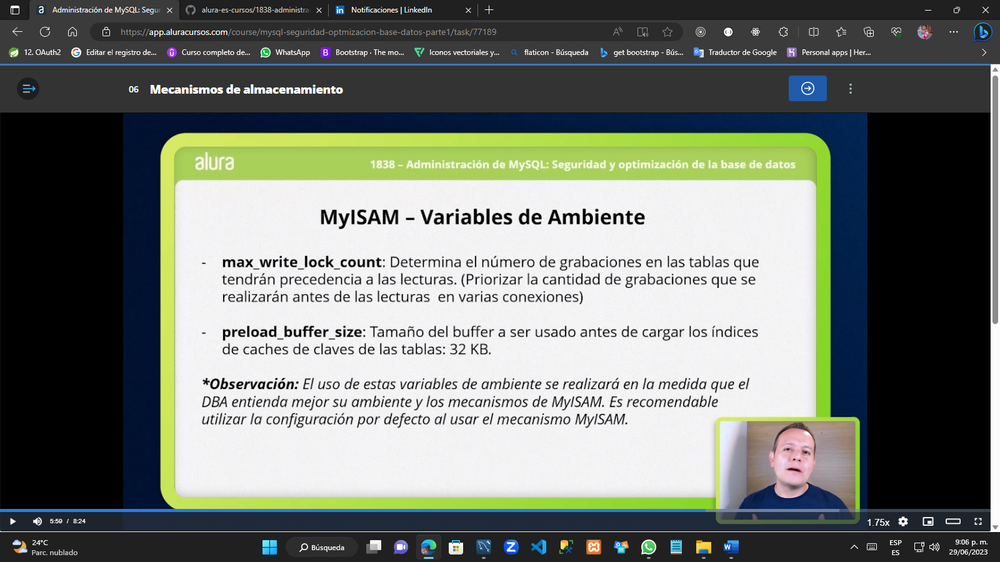 Administración de MySQL: Segur
alura-es-cursos/1838-administra
Notificaciones | LinkedIn
https://app.aluracursos.com/course/mysql-seguridad-optmizacion-base-datos-parte1/task/77189
12. OAuth2
Editar el registro de...
Curso completo de...
WhatsApp
Bootstrap · The mo...
Iconos vectoriales y...
flaticon - Búsqueda
get bootstrap - Bús...
Traductor de Google
Personal apps | Her...
06 Mecanismos de almacenamiento
alura
1838 – Administración de MySQL: Seguridad y optimización de la base de datos
MyISAM – Variables de Ambiente
- max_write_lock_count: Determina el número de grabaciones en las tablas que
tendrán precedencia a las lecturas. (Priorizar la cantidad de grabaciones que se
realizarán antes de las lecturas en varias conexiones)
- preload_buffer_size: Tamaño del buffer a ser usado antes de cargar los índices
de caches de claves de las tablas: 32 KB.
*Observación: El uso de estas variables de ambiente se realizará en la medida que el
DBA entienda mejor su ambiente y los mecanismos de MyISAM. Es recomendable
utilizar la configuración por defecto al usar el mecanismo MyISAM.
5:59 / 8:24
1.75x
24°C
Parc. nublado
Búsqueda
ESP
ES
9:06 p. m.
29/06/2023